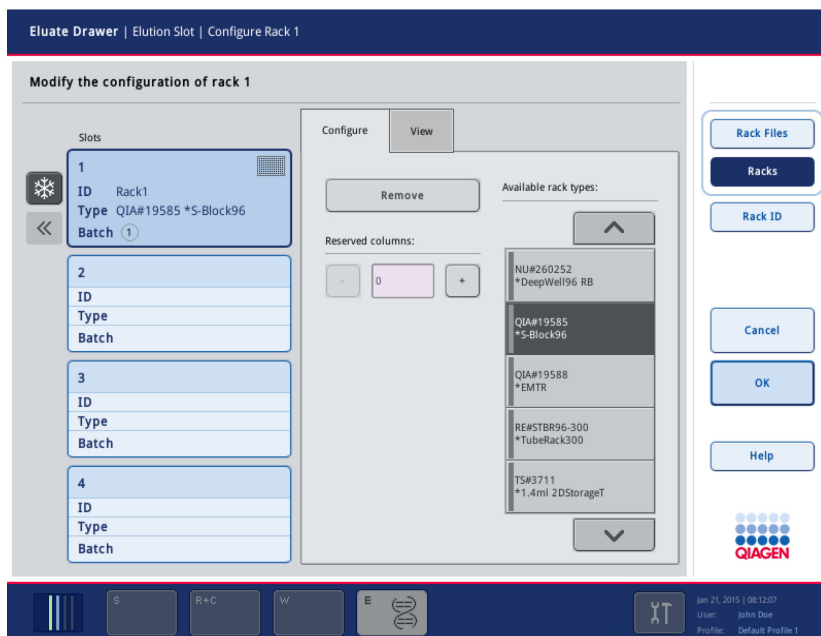 Eluate Drawer | Elution Slot | Configure Rack 1
Modify the configuration of rack 1
Slots
1
ID Rack1
Type QIA#19585 *S-Block96
Batch 1
2
ID
Type
Batch
3
ID
Type
Batch
4
ID
Type
Batch
Configure View
Remove
Reserved columns:
- 0 +
Available rack types:
NU#260252
*DeepWell96 RB
QIA#19585
*S-Block96
QIA#19588
*EMTR
RE#STBR96-300
*TubeRack300
TS#3711
*1.4ml 2DStorageT
Rack Files
Racks
Rack ID
Cancel
OK
Help
QIAGEN
S R+C W E
Jan 21, 2015 | 08:12:07
User: John Doe
Profile: Default Profile 1